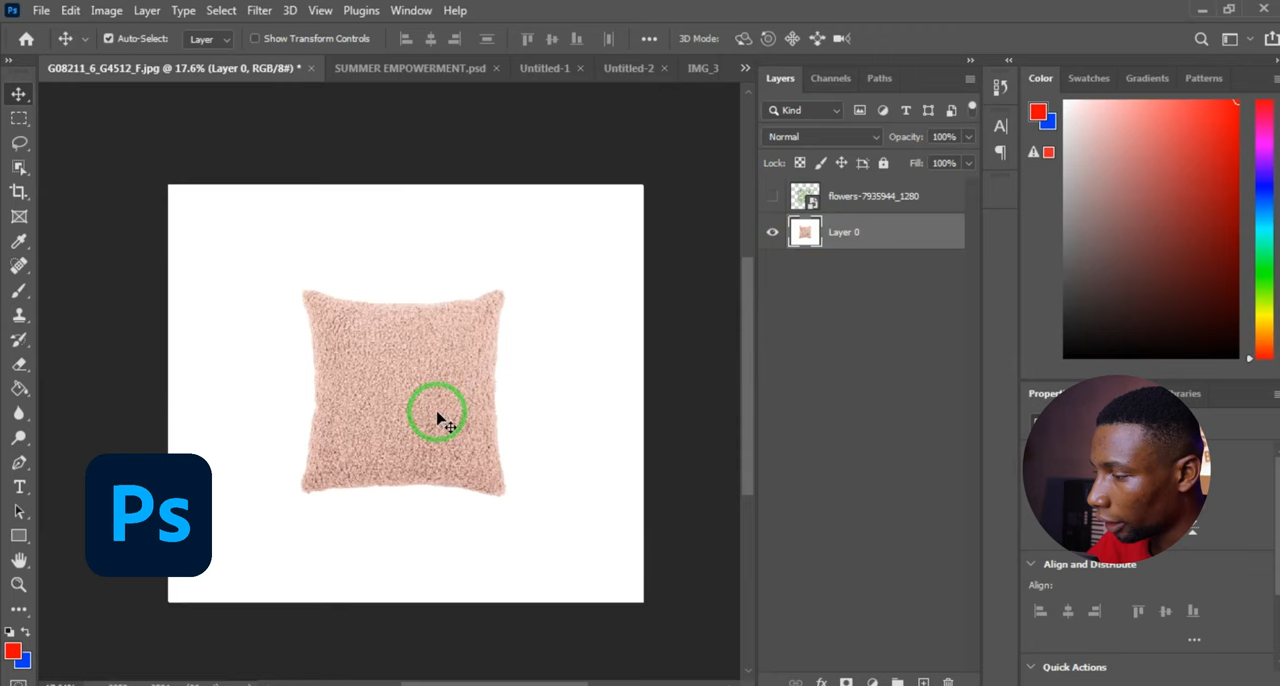 Ps File Edit Image Layer Type Select Filter 3D View Plugins Window Help
Auto-Select: Layer Show Transform Controls 3D Mode:
G08211_6_G4512_F.jpg @ 17.6% (Layer 0, RGB/8#) * SUMMER EMPOWERMENT.psd Untitled-1 Untitled-2 IMG_3
Layers Channels Paths
Color Swatches Gradients Patterns
Kind
Normal Opacity: 100%
Lock: Fill: 100%
flowers-7935944_1280
Layer 0
Ps
Align and Distribute
Align:
Quick Actions